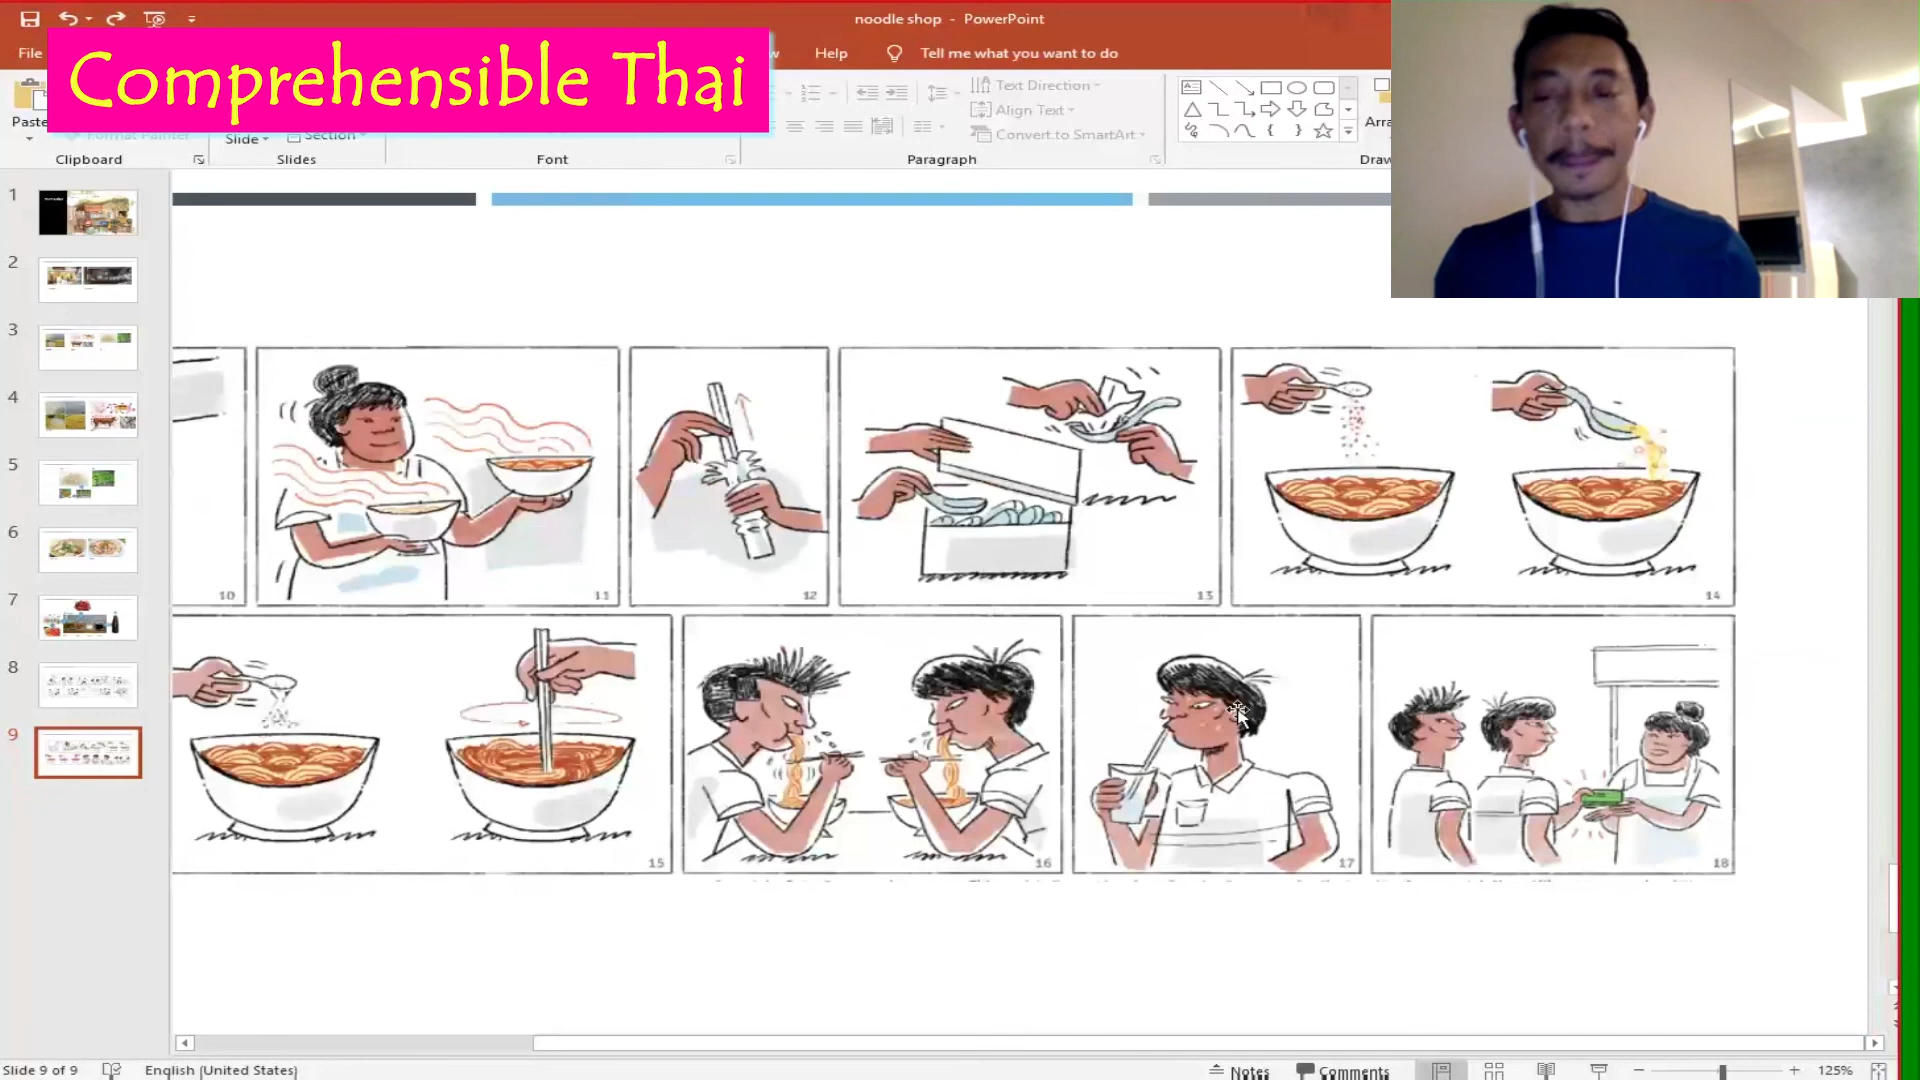 noodle shop - PowerPoint
File
Help
Tell me what you want to do
Comprehensible Thai
Paste
Format Painter
Slide
Section
Text Direction
Align Text
Convert to SmartArt
Clipboard
Slides
Font
Paragraph
1
2
3
4
5
6
7
8
9
10
11
12
13
14
15
16
17
18
Slide 9 of 9
English (United States)
Notes
Comments
125%